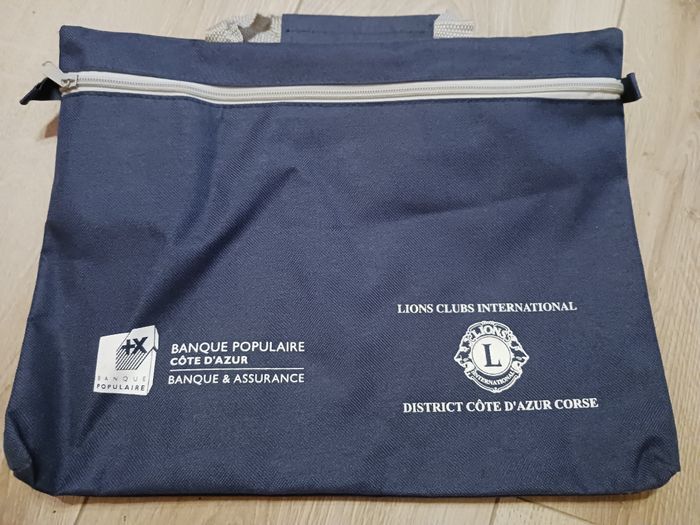 +X
BANQUE
POPULAIRE
BANQUE POPULAIRE
CÔTE D'AZUR
BANQUE & ASSURANCE
LIONS CLUBS INTERNATIONAL
LIONS
L
INTERNATIONAL
DISTRICT CÔTE D'AZUR CORSE